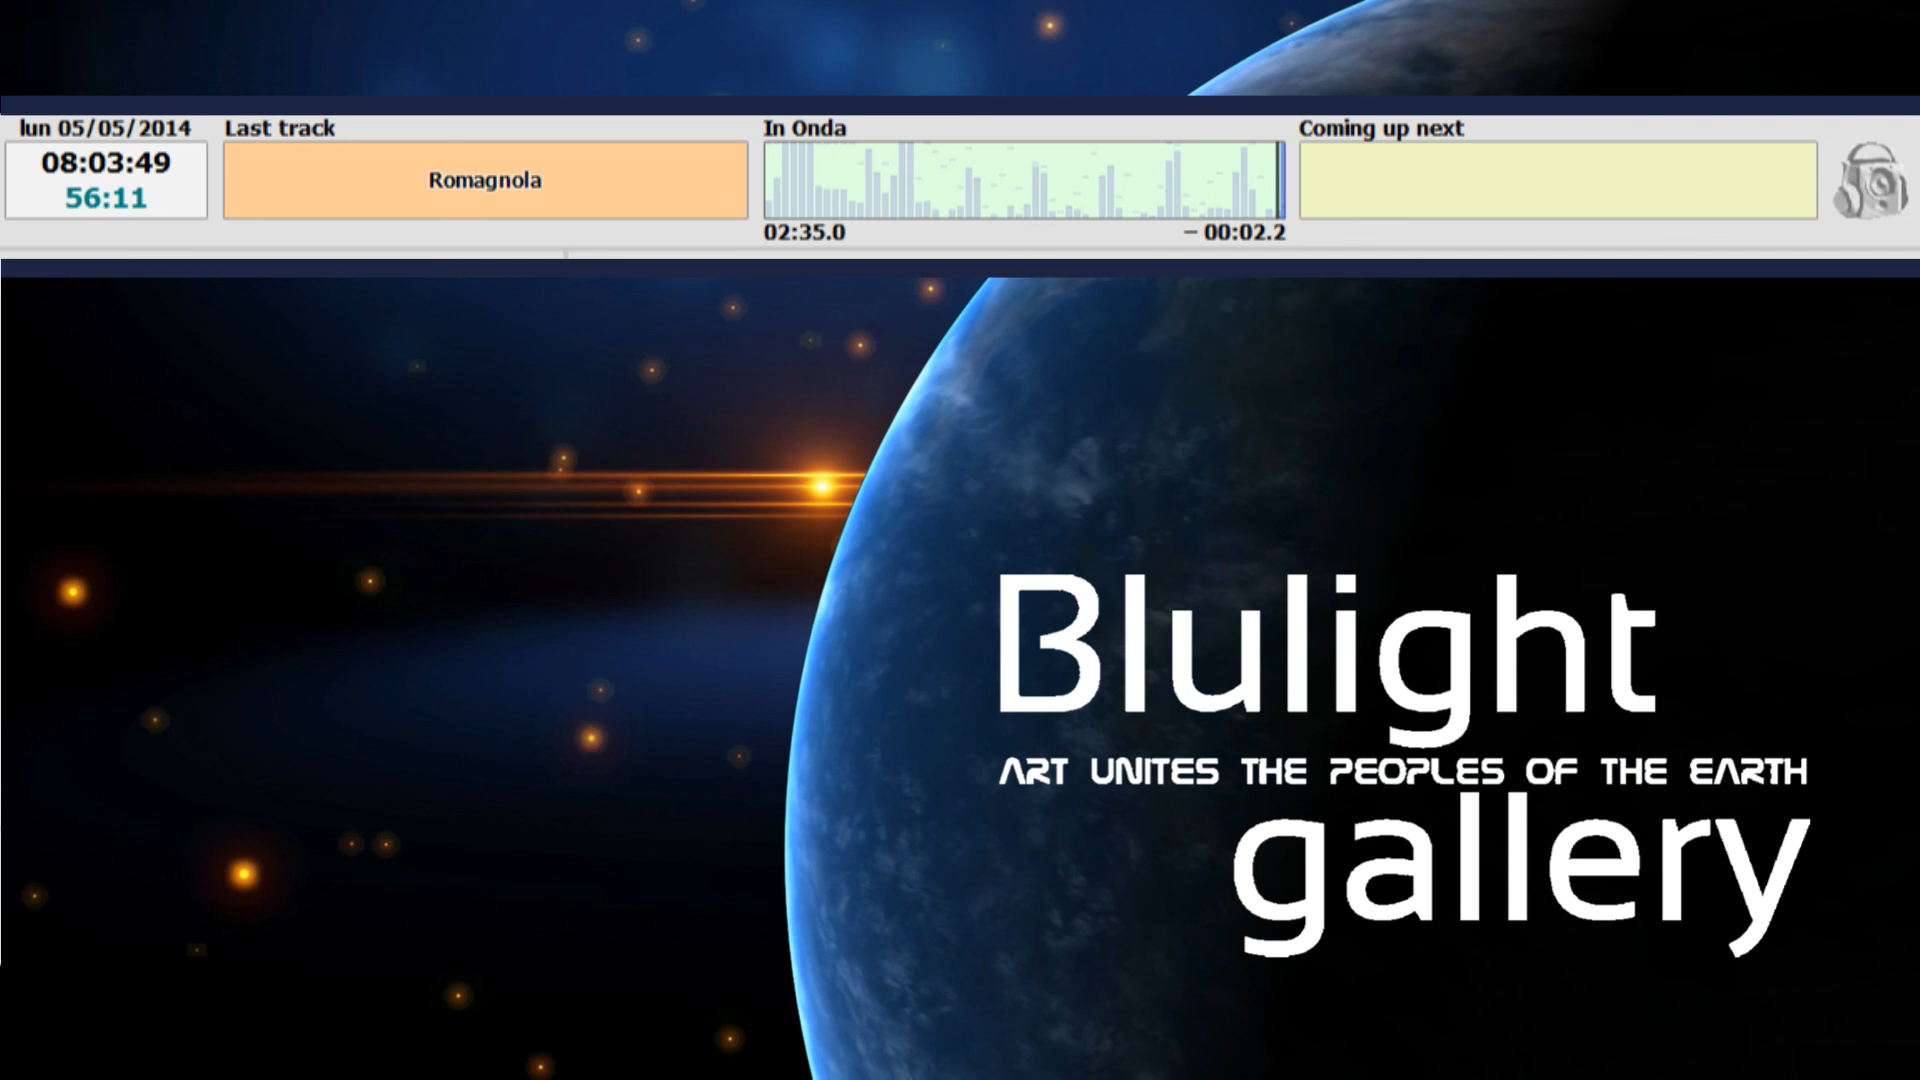 lun 05/05/2014
08:03:49
56:11
Last track
Romagnola
In Onda
02:35.0
– 00:02.2
Coming up next
Blulight
ART UNITES THE PEOPLES OF THE EARTH
gallery